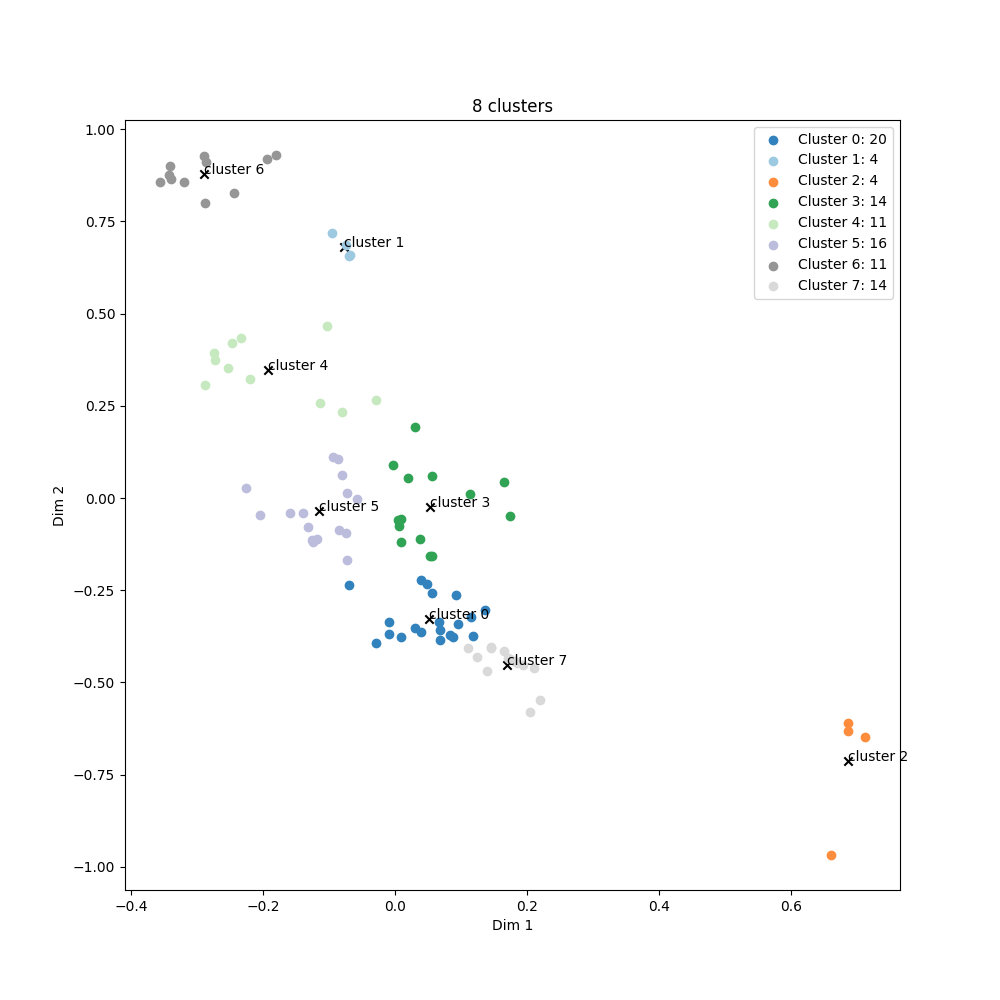 8 clusters
1.00
0.75
0.50
0.25
0.00
−0.25
−0.50
−0.75
−1.00
Dim 2
−0.4
−0.2
0.0
0.2
0.4
0.6
Dim 1
Cluster 0: 20
Cluster 1: 4
Cluster 2: 4
Cluster 3: 14
Cluster 4: 11
Cluster 5: 16
Cluster 6: 11
Cluster 7: 14
cluster 6
cluster 1
cluster 4
cluster 3
cluster 5
cluster 0
cluster 7
cluster 2